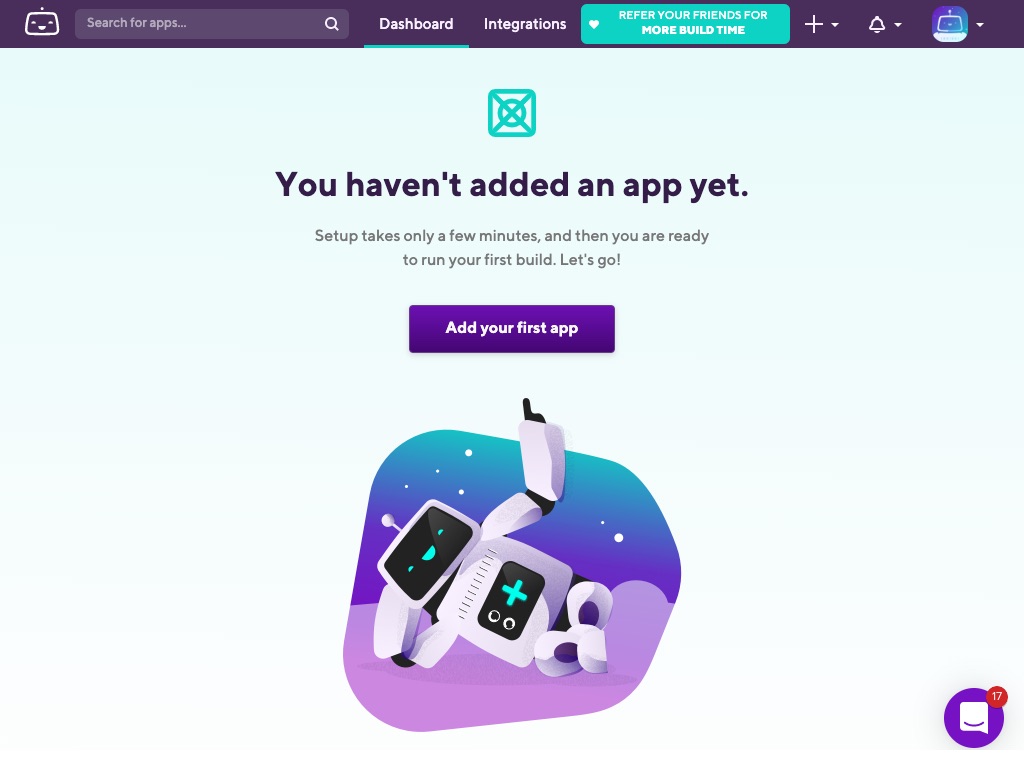 Search for apps...
Dashboard
Integrations
REFER YOUR FRIENDS FOR
MORE BUILD TIME
You haven't added an app yet.
Setup takes only a few minutes, and then you are ready
to run your first build. Let's go!
Add your first app
17